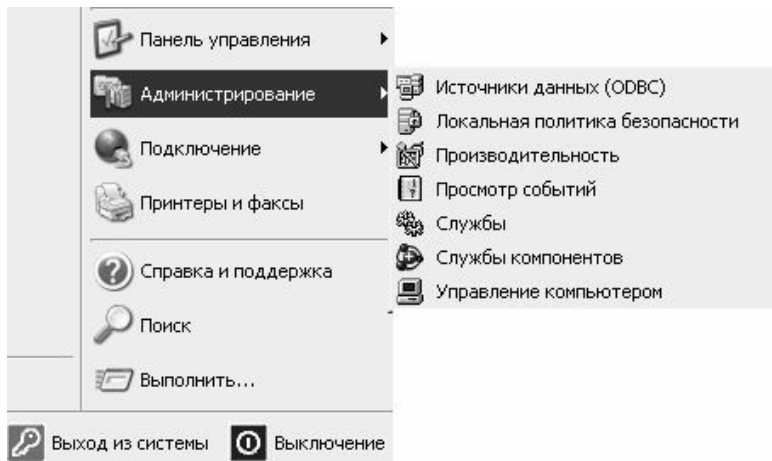 Панель управления
Администрирование
Подключение
Принтеры и факсы
Справка и поддержка
Поиск
Выполнить...
Выход из системы
Выключение
Источники данных (ODBC)
Локальная политика безопасности
Производительность
Просмотр событий
Службы
Службы компонентов
Управление компьютером